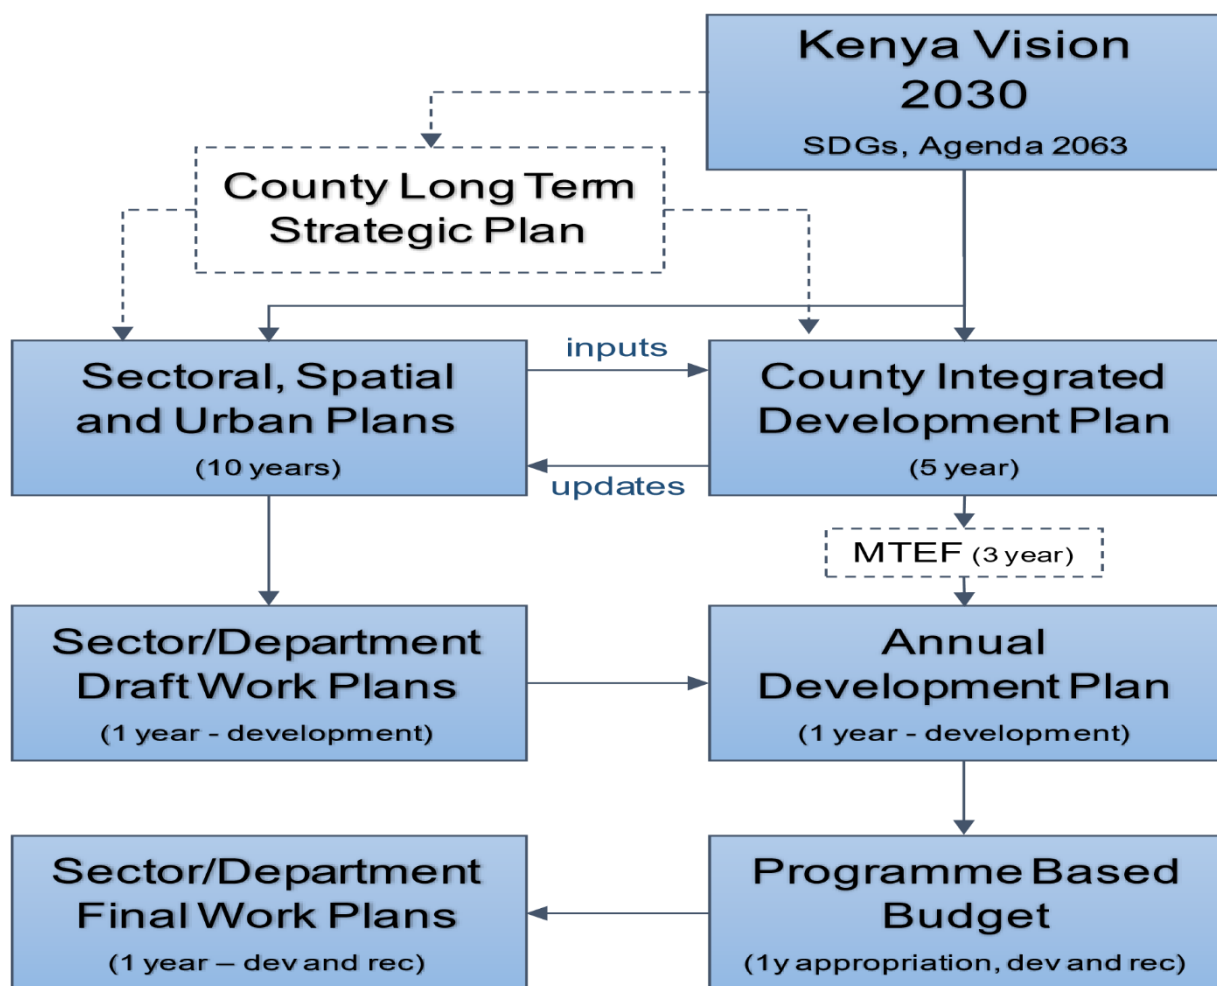 Kenya Vision
2030
SDGs, Agenda 2063
County Long Term
Strategic Plan
Sectoral, Spatial
and Urban Plans
(10 years)
inputs
updates
County Integrated
Development Plan
(5 year)
MTEF (3 year)
Sector/Department
Draft Work Plans
(1 year - development)
Annual
Development Plan
(1 year - development)
Sector/Department
Final Work Plans
(1 year – dev and rec)
Programme Based
Budget
(1y appropriation, dev and rec)